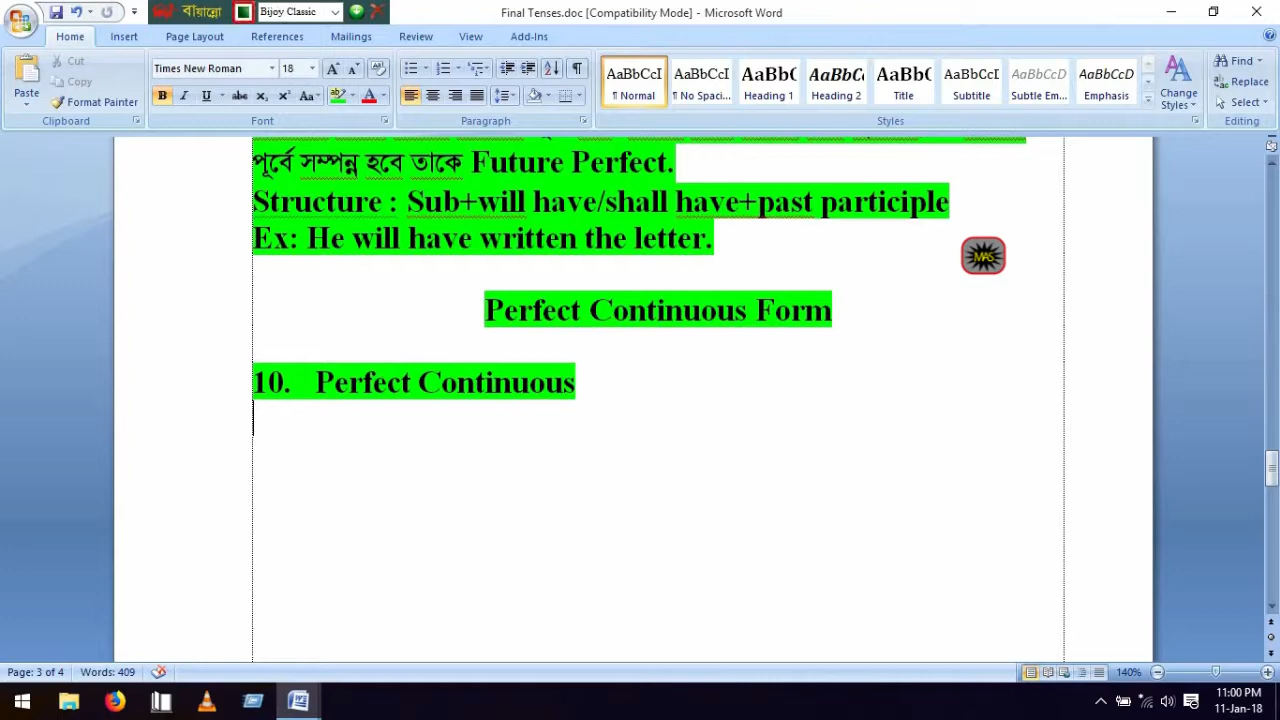 Final Tenses.doc [Compatibility Mode] - Microsoft Word
বাঁয়ান্নো Bijoy Classic
Home Insert Page Layout References Mailings Review View Add-Ins
Paste Cut Copy Format Painter Clipboard
Times New Roman 18 Font
Paragraph
AaBbCcI AaBbCcI AaBbC AaBbC AaBbC AaBbCcI AaBbCcD AaBbCcD
¶ Normal ¶ No Spaci... Heading 1 Heading 2 Title Subtitle Subtle Em... Emphasis
Styles
Change Styles
Find Replace Select Editing
পূর্বে সম্পন্ন হবে তাকে Future Perfect.
Structure : Sub+will have/shall have+past participle
Ex: He will have written the letter.
MAS
Perfect Continuous Form
10. Perfect Continuous
Page: 3 of 4 Words: 409 140%
11:00 PM
11-Jan-18